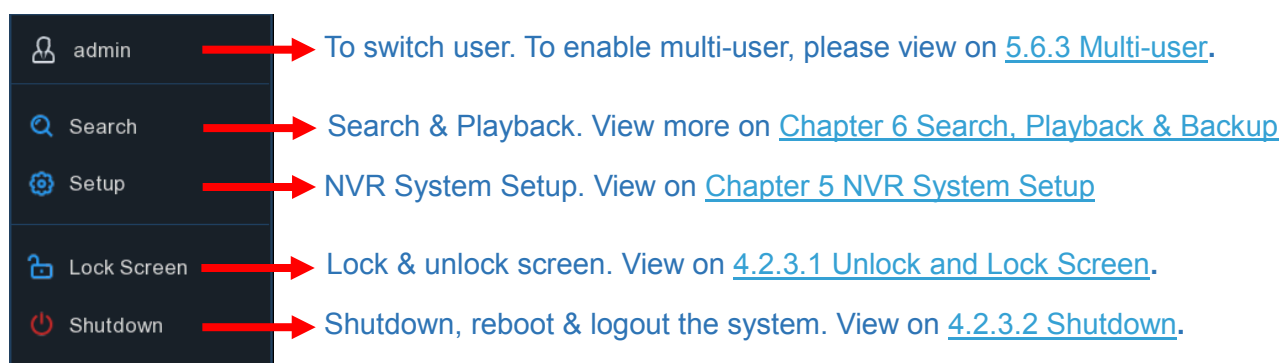 admin To switch user. To enable multi-user, please view on 5.6.3 Multi-user.
Search Search & Playback. View more on Chapter 6 Search, Playback & Backup
Setup NVR System Setup. View on Chapter 5 NVR System Setup
Lock Screen Lock & unlock screen. View on 4.2.3.1 Unlock and Lock Screen.
Shutdown Shutdown, reboot & logout the system. View on 4.2.3.2 Shutdown.